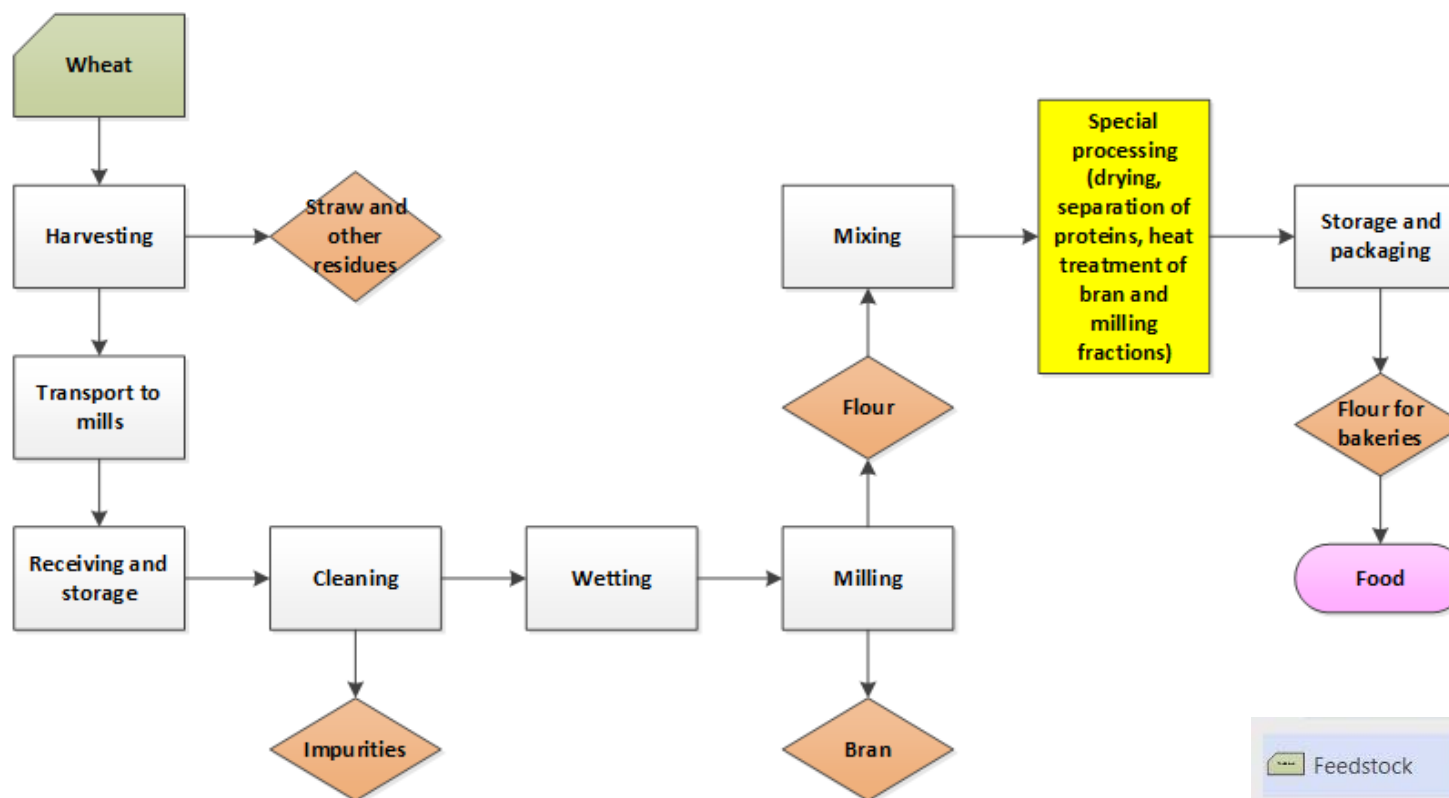 Wheat
Harvesting
Straw and
other
residues
Transport to
mills
Receiving and
storage
Cleaning
Impurities
Wetting
Milling
Bran
Flour
Mixing
Special
processing
(drying,
separation of
proteins, heat
treatment of
bran and
milling
fractions)
Storage and
packaging
Flour for
bakeries
Food
Feedstock